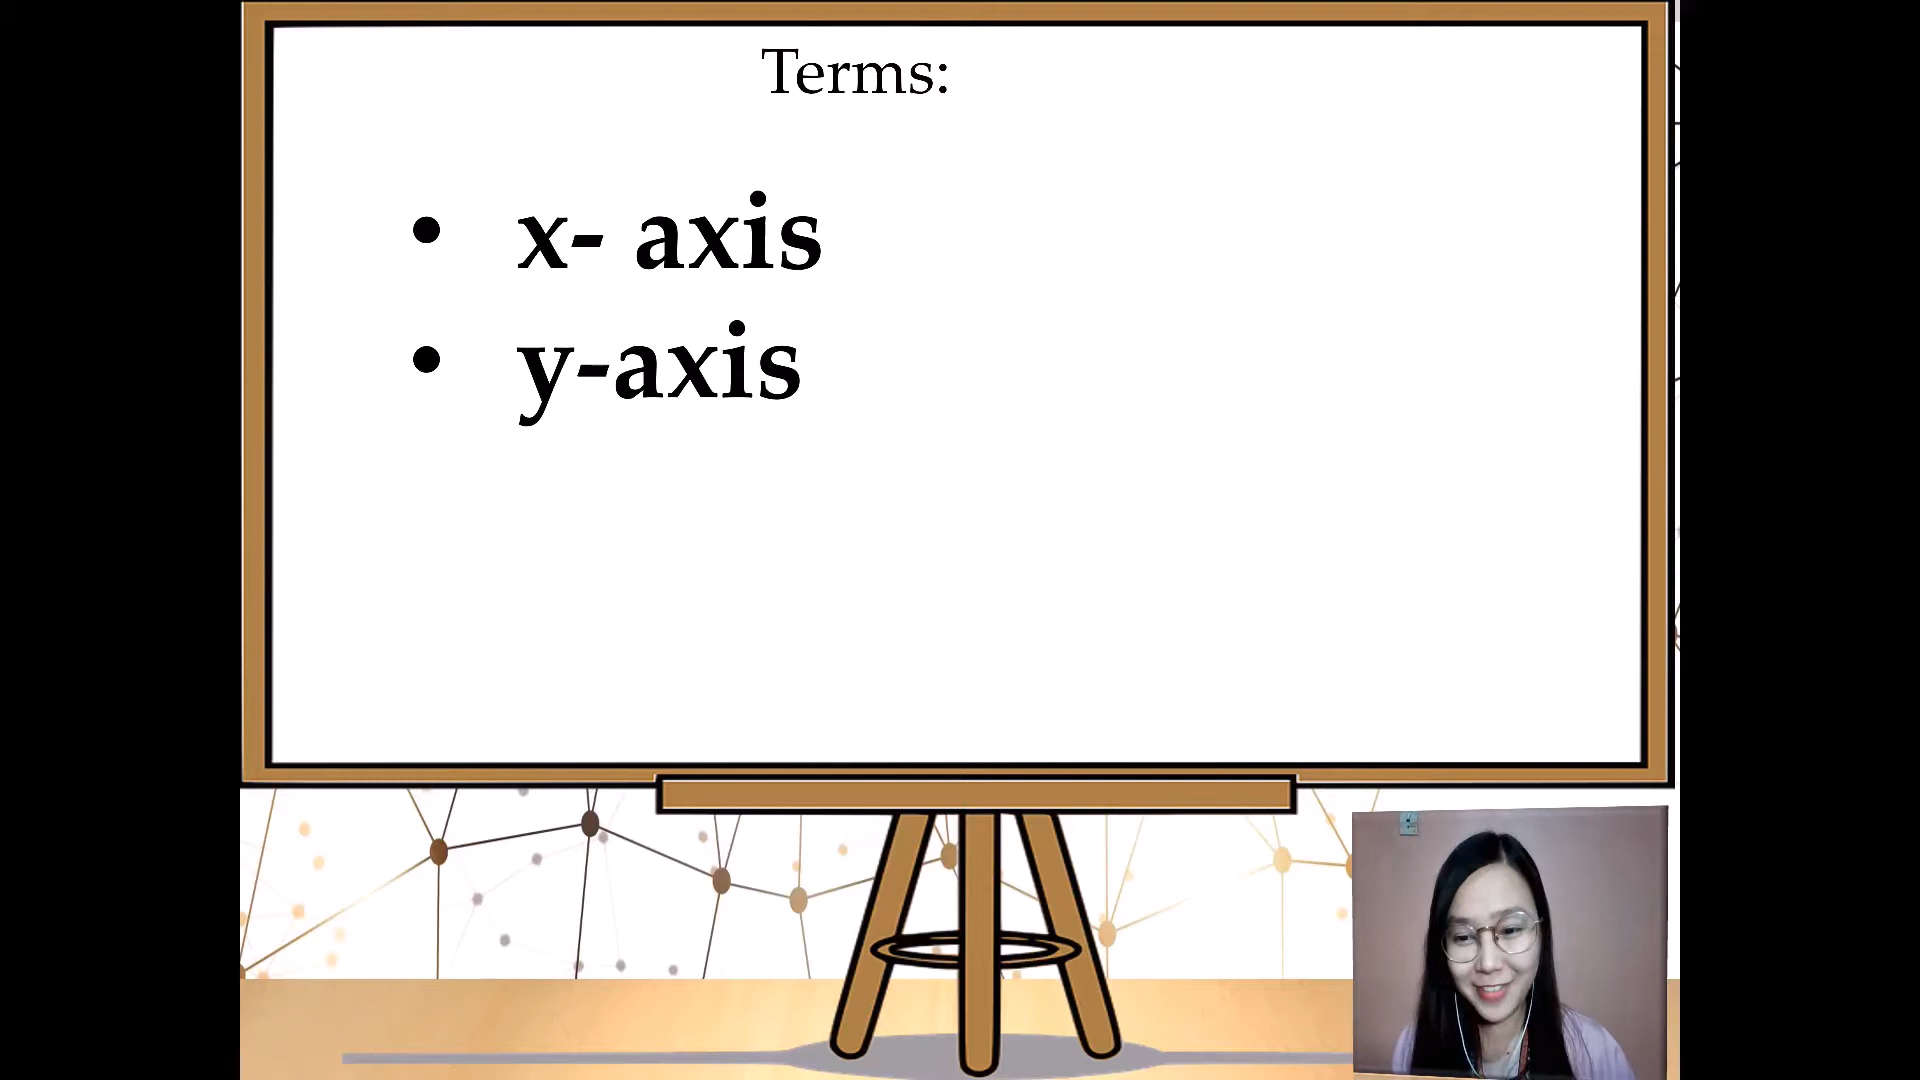 Terms:
• x- axis
• y-axis